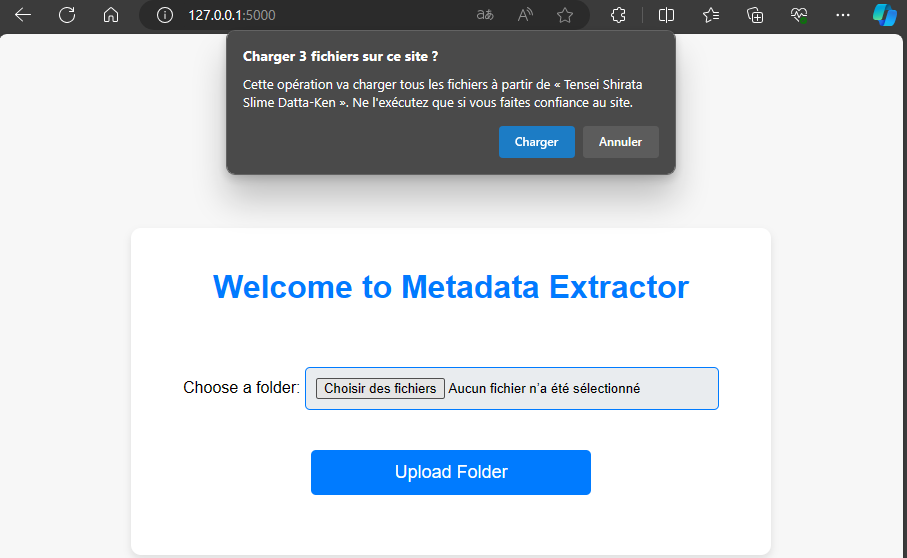 127.0.0.1:5000
Charger 3 fichiers sur ce site ?
Cette opération va charger tous les fichiers à partir de « Tensei Shirata
Slime Datta-Ken ». Ne l'exécutez que si vous faites confiance au site.
Charger Annuler
Welcome to Metadata Extractor
Choose a folder: Choisir des fichiers Aucun fichier n'a été sélectionné
Upload Folder